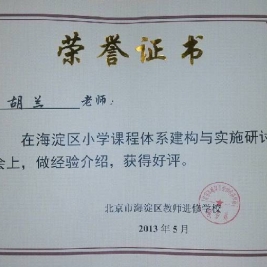 荣誉证书
胡兰 老师：
在海淀区小学课程体系建构与实施研讨
会上，做经验介绍，获得好评。
北京市海淀区教师进修学校
2013年5月